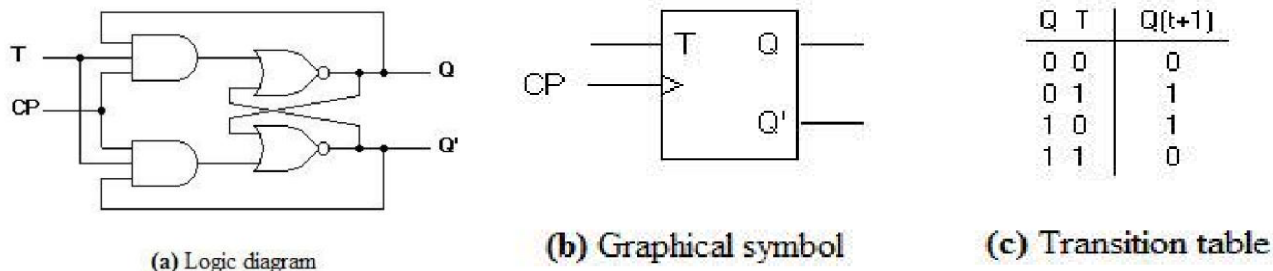 T
CP
Q
Q'
(a) Logic diagram
T Q
CP
Q'
(b) Graphical symbol
Q T Q(t+1)
0 0 0
0 1 1
1 0 1
1 1 0
(c) Transition table